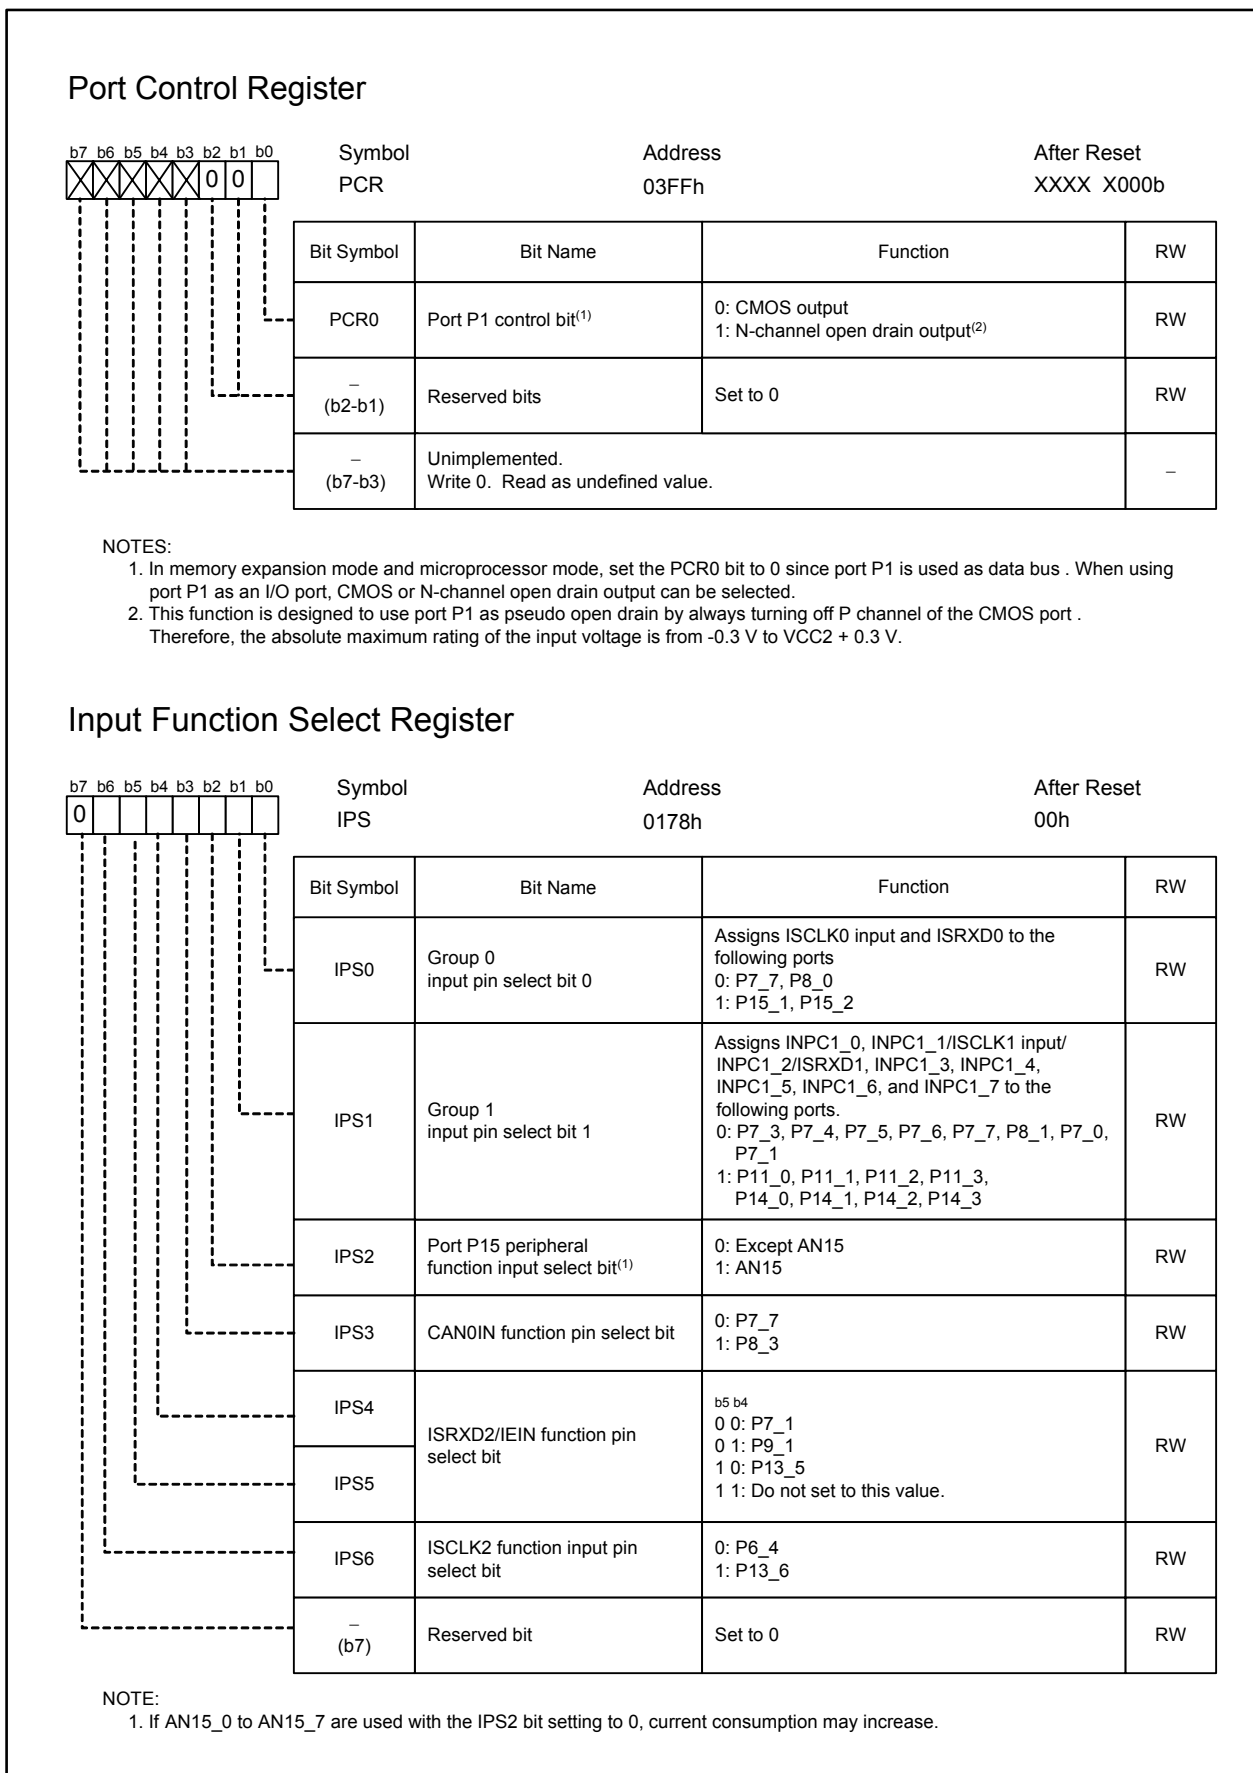 Port Control Register
b7 b6 b5 b4 b3 b2 b1 b0
0 0
Symbol Address After Reset
PCR 03FFh XXXX X000b
Bit Symbol Bit Name Function RW
PCR0 Port P1 control bit(1) 0: CMOS output
1: N-channel open drain output(2) RW
–
(b2-b1) Reserved bits Set to 0 RW
–
(b7-b3) Unimplemented.
Write 0. Read as undefined value. –
NOTES:
1. In memory expansion mode and microprocessor mode, set the PCR0 bit to 0 since port P1 is used as data bus . When using
port P1 as an I/O port, CMOS or N-channel open drain output can be selected.
2. This function is designed to use port P1 as pseudo open drain by always turning off P channel of the CMOS port .
Therefore, the absolute maximum rating of the input voltage is from -0.3 V to VCC2 + 0.3 V.
Input Function Select Register
b7 b6 b5 b4 b3 b2 b1 b0
0
Symbol Address After Reset
IPS 0178h 00h
Bit Symbol Bit Name Function RW
IPS0 Group 0
input pin select bit 0
Assigns ISCLK0 input and ISRXD0 to the
following ports
0: P7_7, P8_0
1: P15_1, P15_2
RW
IPS1 Group 1
input pin select bit 1
Assigns INPC1_0, INPC1_1/ISCLK1 input/
INPC1_2/ISRXD1, INPC1_3, INPC1_4,
INPC1_5, INPC1_6, and INPC1_7 to the
following ports.
0: P7_3, P7_4, P7_5, P7_6, P7_7, P8_1, P7_0,
P7_1
1: P11_0, P11_1, P11_2, P11_3,
P14_0, P14_1, P14_2, P14_3
RW
IPS2 Port P15 peripheral
function input select bit(1)
0: Except AN15
1: AN15
RW
IPS3 CAN0IN function pin select bit
0: P7_7
1: P8_3
RW
IPS4
IPS5
ISRXD2/IEIN function pin
select bit
b5 b4
0 0: P7_1
0 1: P9_1
1 0: P13_5
1 1: Do not set to this value.
RW
IPS6 ISCLK2 function input pin
select bit
0: P6_4
1: P13_6
RW
–
(b7) Reserved bit Set to 0 RW
NOTE:
1. If AN15_0 to AN15_7 are used with the IPS2 bit setting to 0, current consumption may increase.